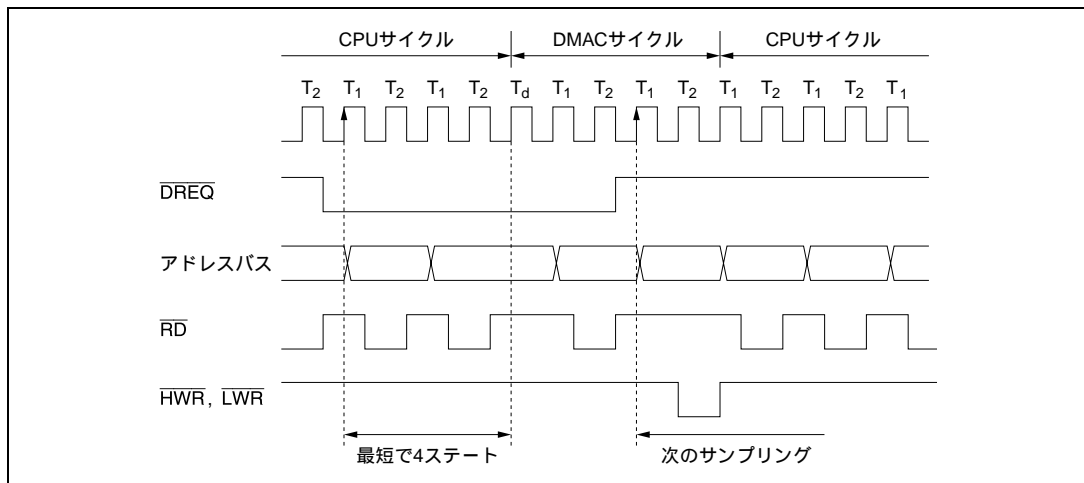 CPUサイクル DMACサイクル CPUサイクル
T2 T1 T2 T1 T2 Td T1 T2 T1 T2 T1 T2 T1 T2 T1
DREQ
アドレスバス
RD
HWR, LWR
最短で4ステート 次のサンプリング